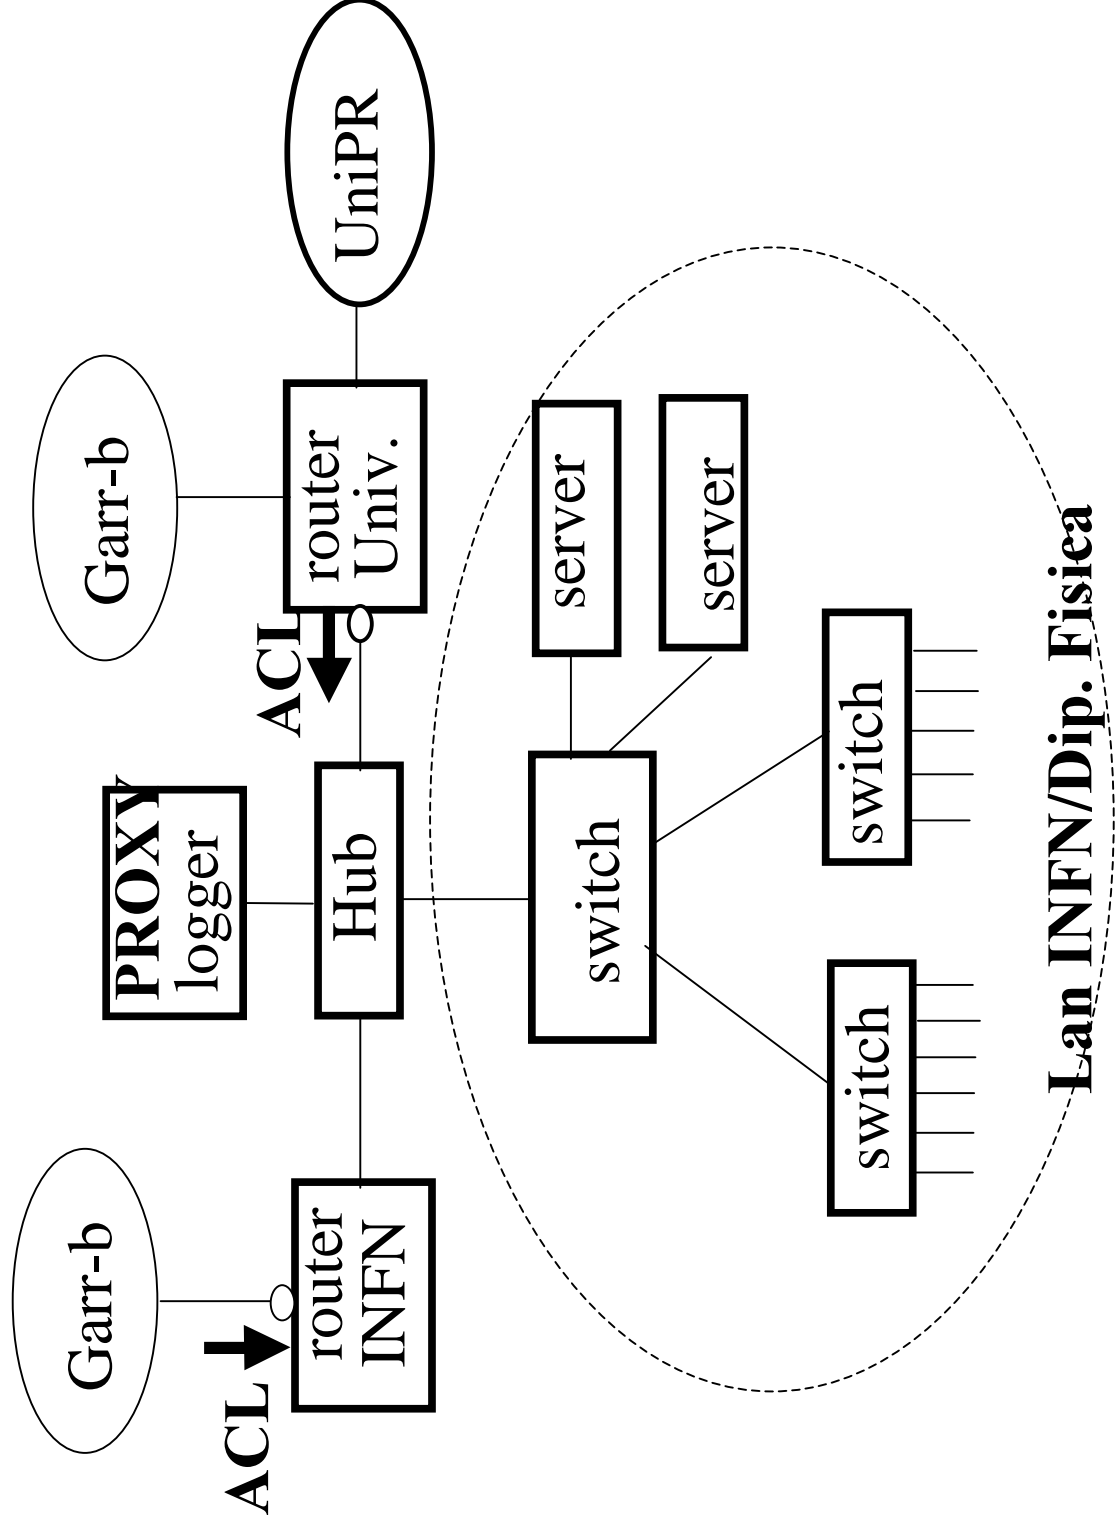 Garr-b
Garr-b
ACL
PROXY
logger
ACL
router
INFN
Hub
router
Univ.
UniPR
switch
server
server
switch
switch
Lan INFN/Dip. Fisica